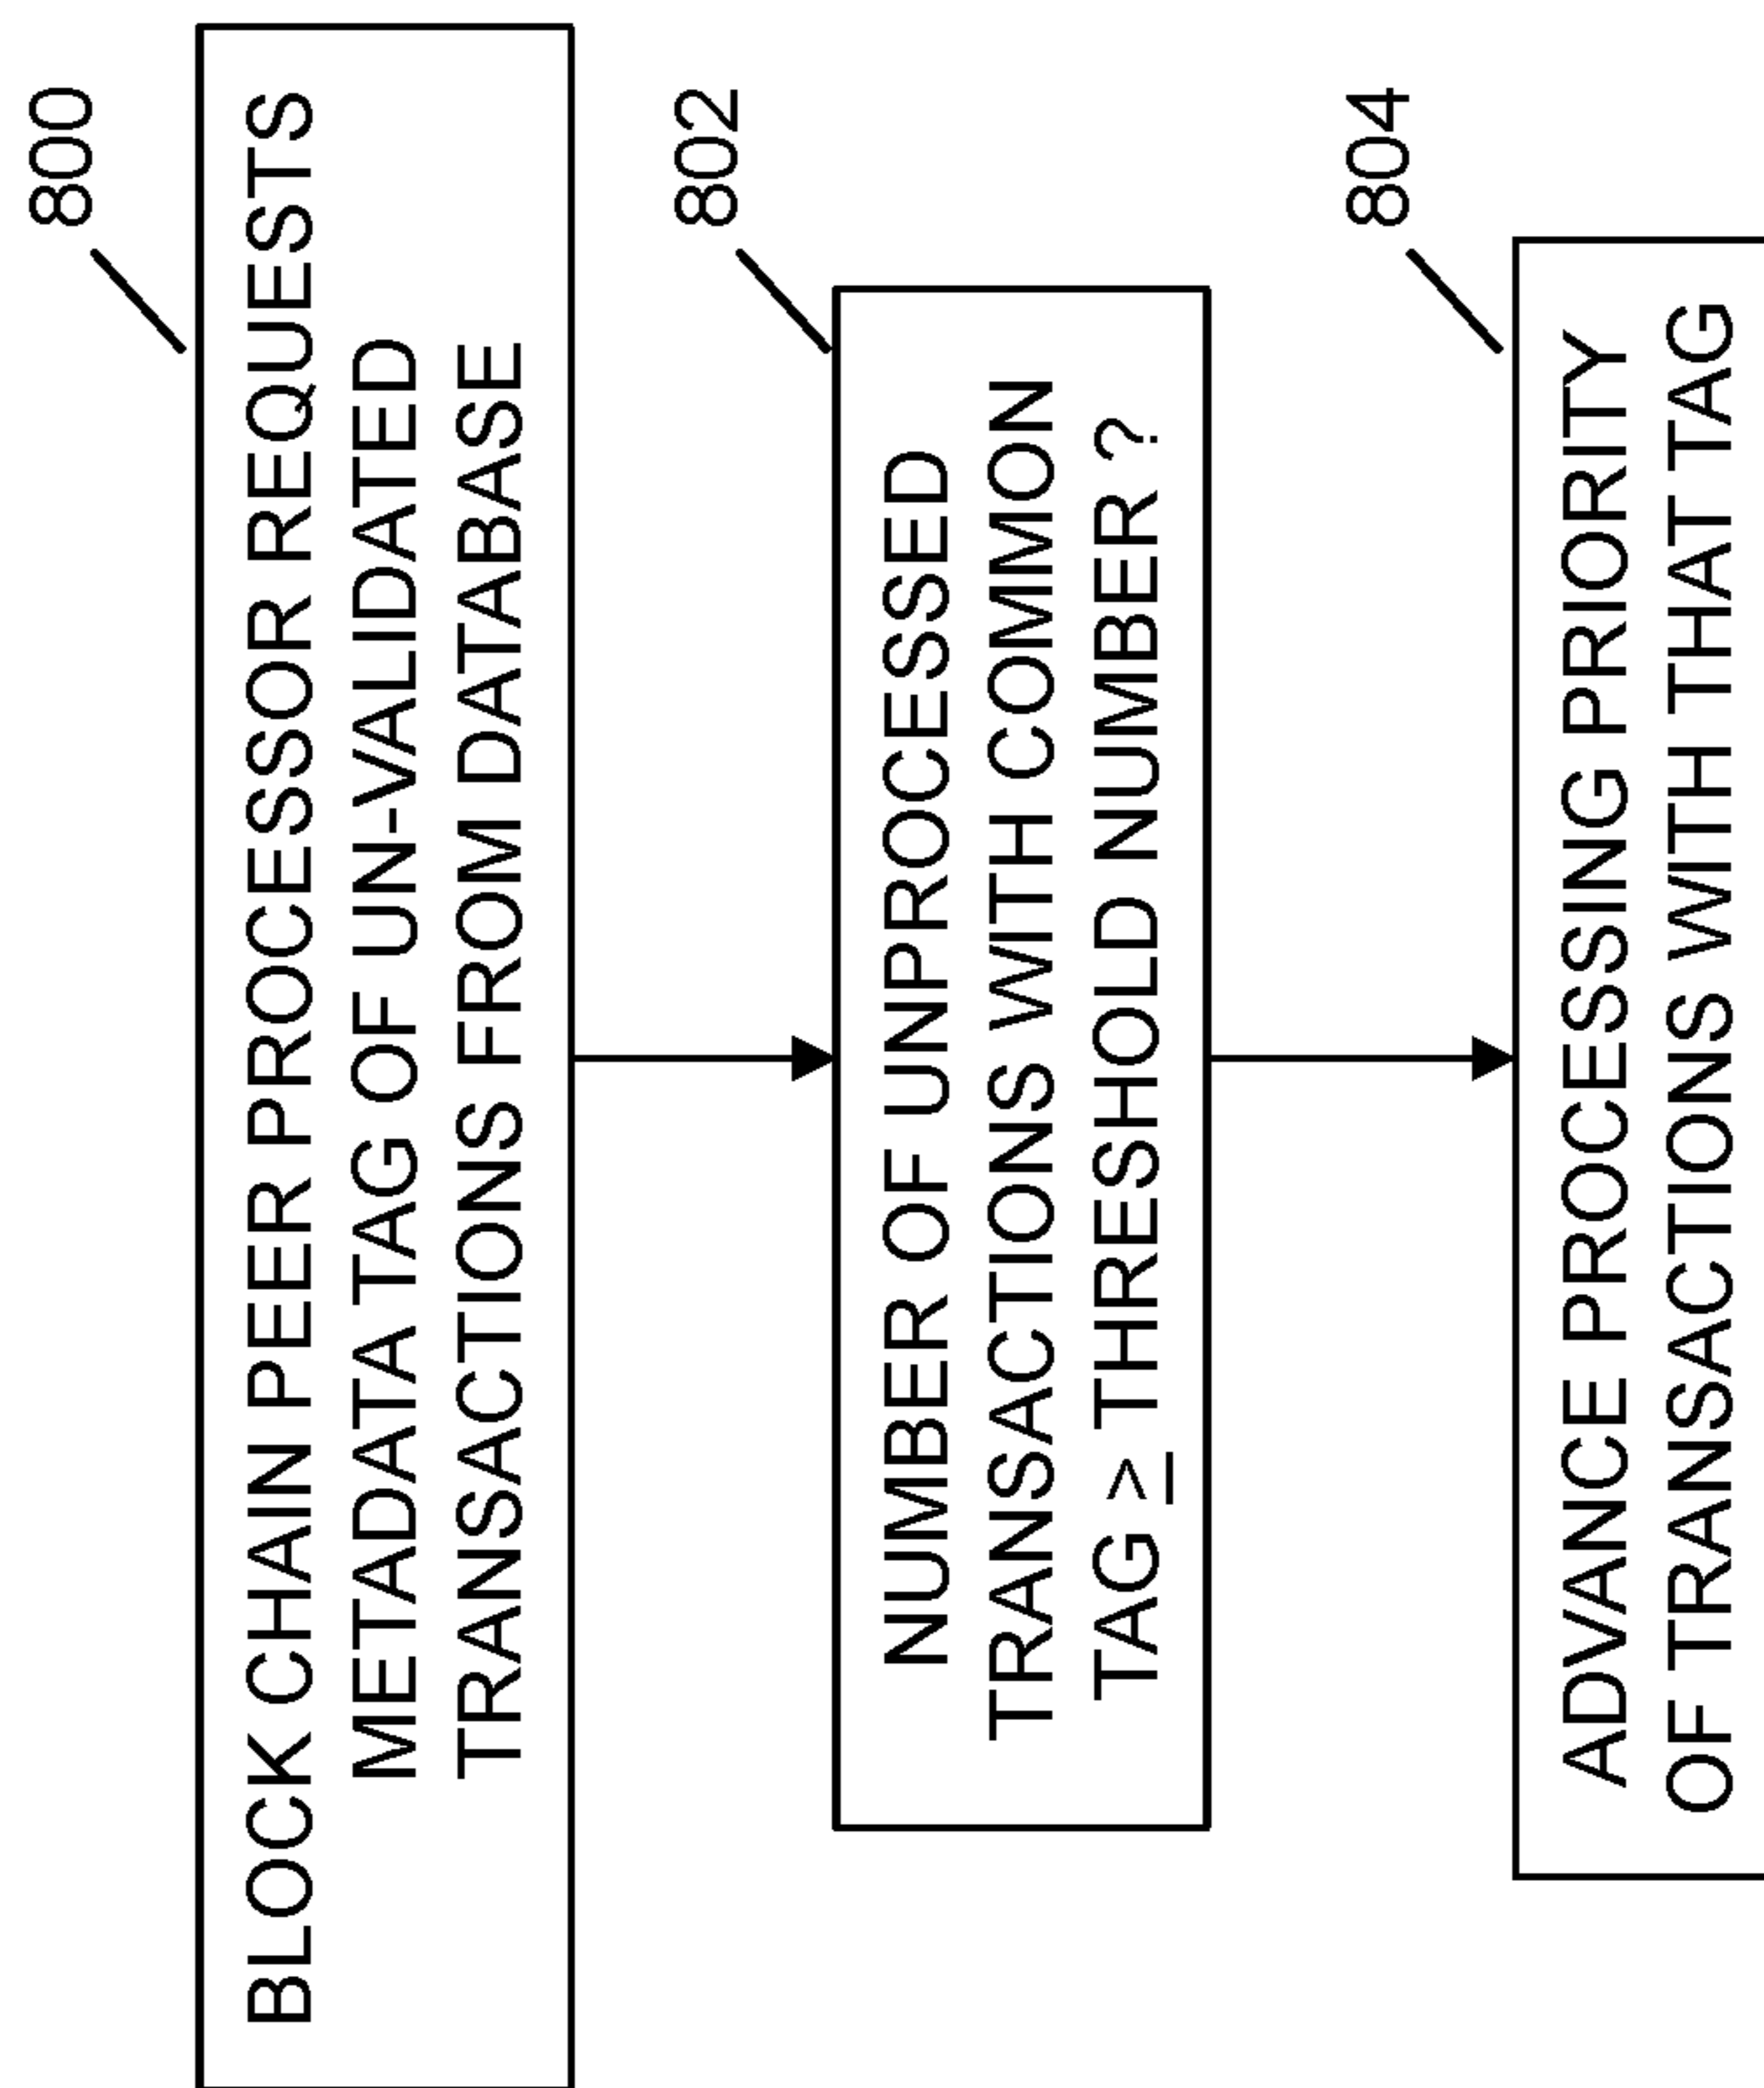 800
BLOCK CHAIN PEER PROCESSOR REQUESTS
METADATA TAG OF UN-VALIDATED
TRANSACTIONS FROM DATABASE
802
NUMBER OF UNPROCESSED
TRANSACTIONS WITH COMMON
TAG ≥ THRESHOLD NUMBER ?
804
ADVANCE PROCESSING PRIORITY
OF TRANSACTIONS WITH THAT TAG